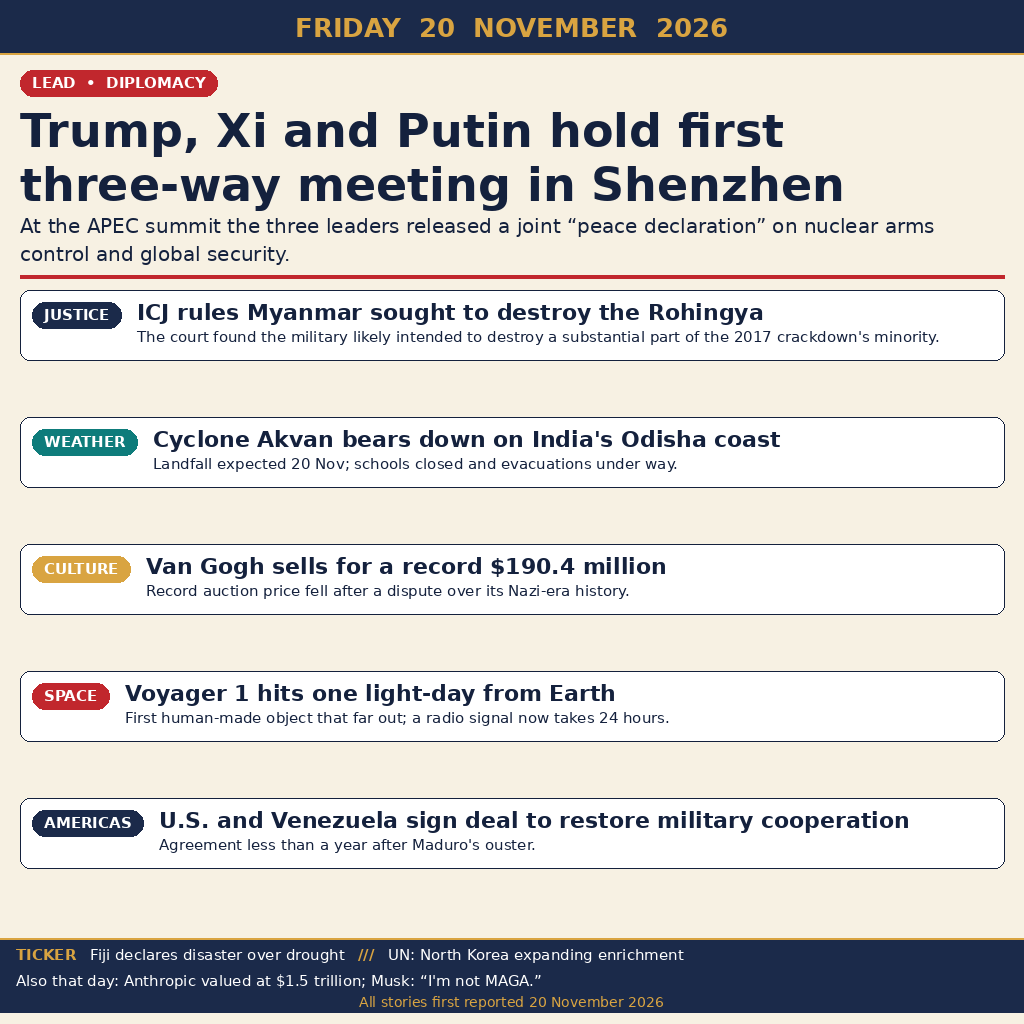 FRIDAY 20 NOVEMBER 2026
LEAD • DIPLOMACY
Trump, Xi and Putin hold first
three-way meeting in Shenzhen
At the APEC summit the three leaders released a joint “peace declaration” on nuclear arms
control and global security.
JUSTICE
ICJ rules Myanmar sought to destroy the Rohingya
The court found the military likely intended to destroy a substantial part of the 2017 crackdown's minority.
WEATHER
Cyclone Akvan bears down on India's Odisha coast
Landfall expected 20 Nov; schools closed and evacuations under way.
CULTURE
Van Gogh sells for a record $190.4 million
Record auction price fell after a dispute over its Nazi-era history.
SPACE
Voyager 1 hits one light-day from Earth
First human-made object that far out; a radio signal now takes 24 hours.
AMERICAS
U.S. and Venezuela sign deal to restore military cooperation
Agreement less than a year after Maduro's ouster.
TICKER Fiji declares disaster over drought /// UN: North Korea expanding enrichment
Also that day: Anthropic valued at $1.5 trillion; Musk: “I'm not MAGA.”
All stories first reported 20 November 2026